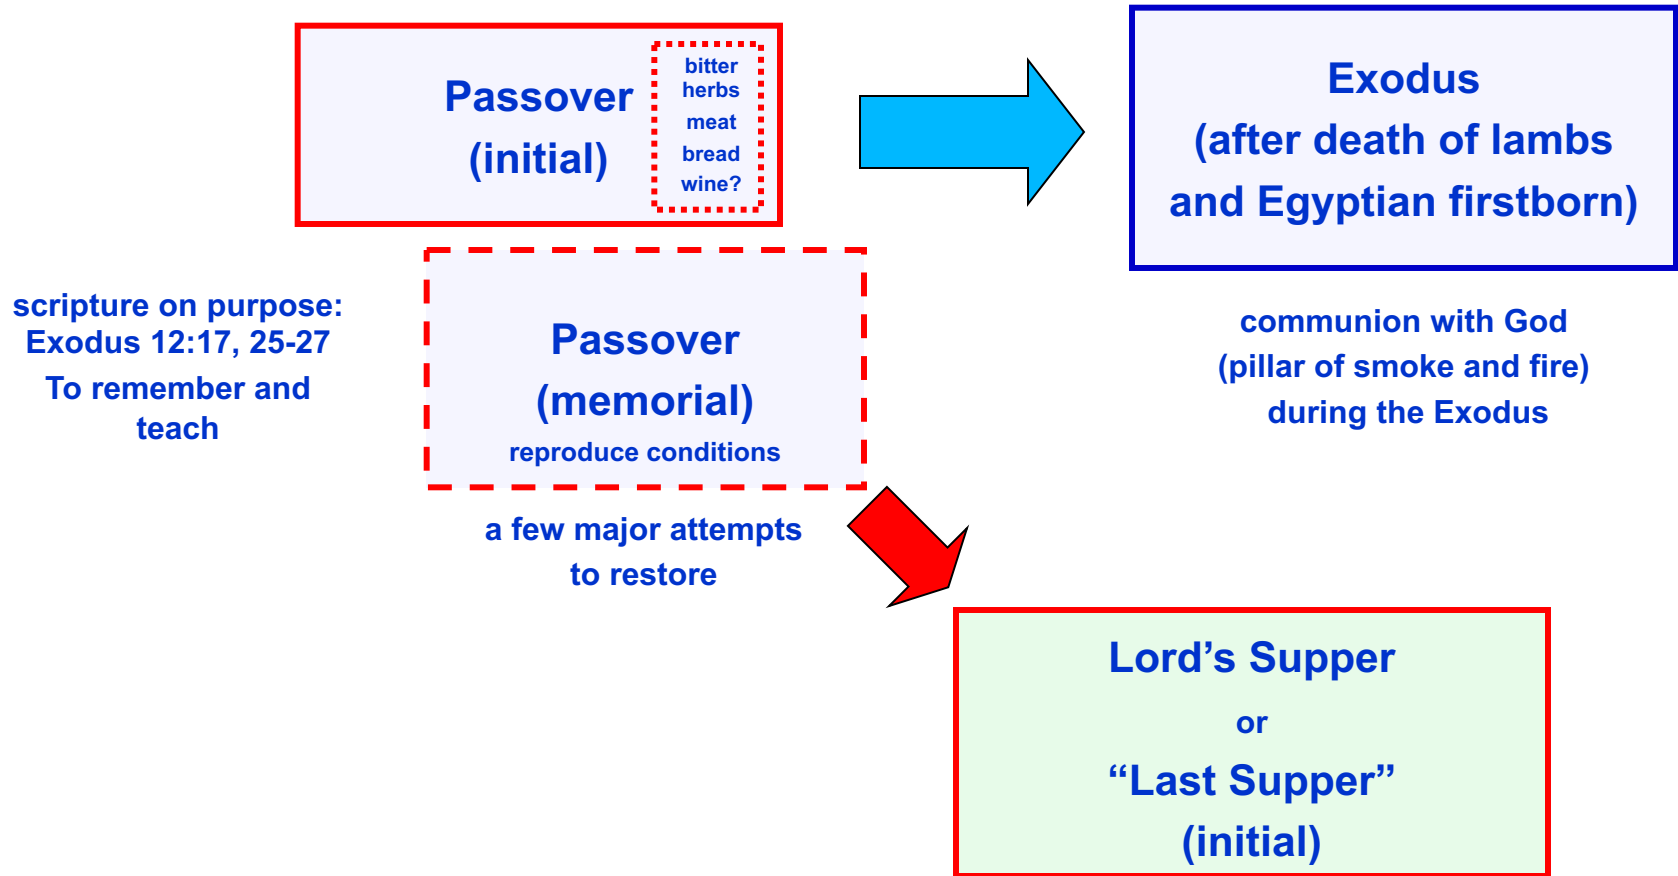 Passover
(initial)
bitter
herbs
meat
bread
wine?
Exodus
(after death of lambs
and Egyptian firstborn)
scripture on purpose:
Exodus 12:17, 25-27
To remember and
teach
Passover
(memorial)
reproduce conditions
a few major attempts
to restore
communion with God
(pillar of smoke and fire)
during the Exodus
Lord’s Supper
or
“Last Supper”
(initial)